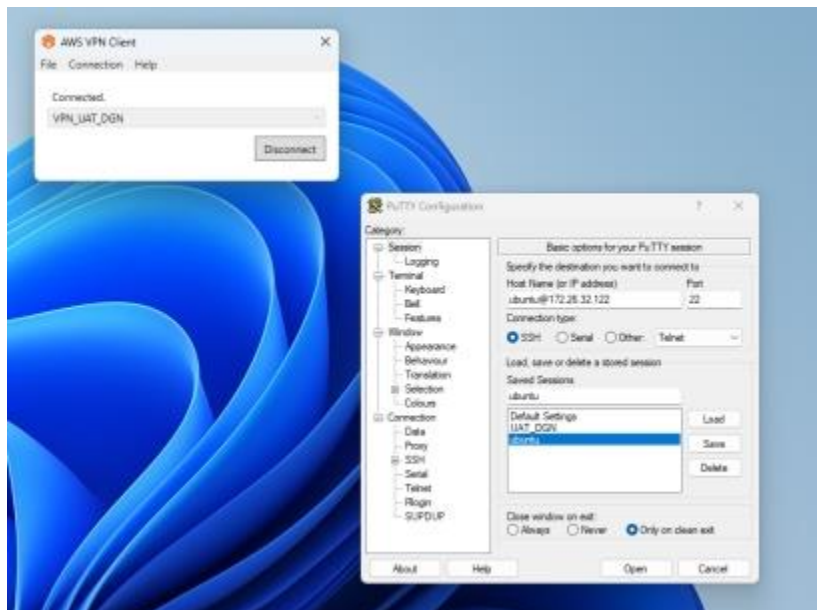 AWS VPN Client
File Connection Help
Connected.
VPN_UAT_DGN
Disconnect
PuTTY Configuration
Category:
Session
Logging
Terminal
Keyboard
Bell
Features
Window
Appearance
Behaviour
Translation
Selection
Colours
Connection
Data
Proxy
SSH
Serial
Telnet
Rlogin
SUPDUP
Basic options for your PuTTY session
Specify the destination you want to connect to
Host Name (or IP address) Port
ubuntu@172.26.32.122 22
Connection type:
SSH Serial Other: Telnet
Load, save or delete a stored session
Saved Sessions
ubuntu
Default Settings
UAT_DGN
ubuntu
Load
Save
Delete
Close window on exit:
Always Never Only on clean exit
About Help Open Cancel